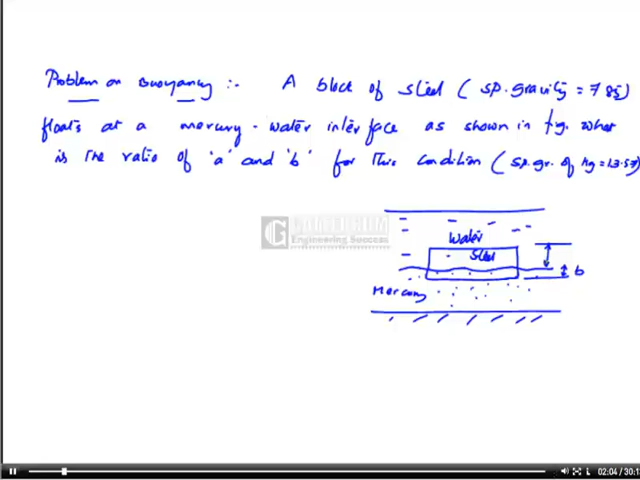 Problem on Buoyancy :- A block of steel ( sp. gravity = 7.85)
floats at a mercury - water interface as shown in fig. what
is the ratio of 'a' and 'b' for this condition ( sp. gr. of Hg = 13.57)
Engineering Success
water
steel
b
Mercury
02:04 / 30:1